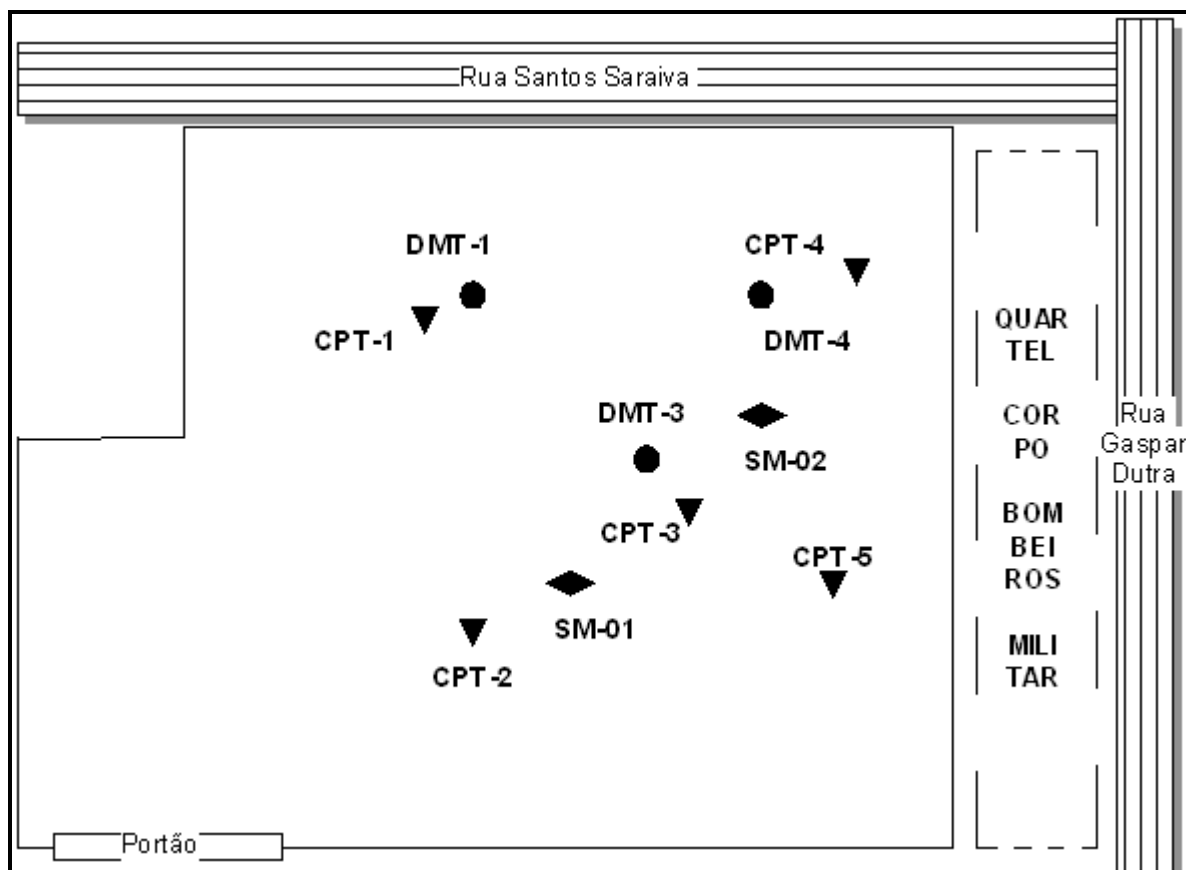 Rua Santos Saraiva
DMT-1
CPT-4
CPT-1
DMT-4
DMT-3
SM-02
CPT-3
CPT-5
SM-01
CPT-2
QUAR
TEL
COR
PO
BOM
BEI
ROS
MILI
TAR
Rua
Gaspar
Dutra
Portão